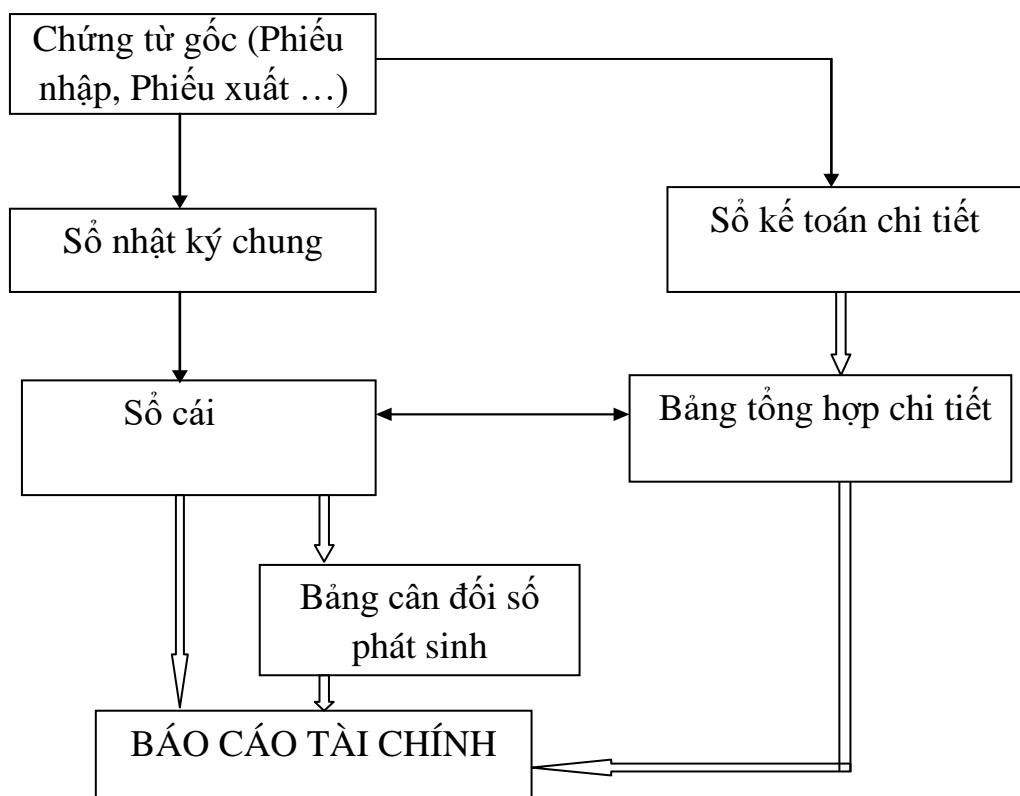 Chứng từ gốc (Phiếu
nhập, Phiếu xuất …)
Sổ nhật ký chung
Sổ kế toán chi tiết
Sổ cái
Bảng tổng hợp chi tiết
Bảng cân đối số
phát sinh
BÁO CÁO TÀI CHÍNH